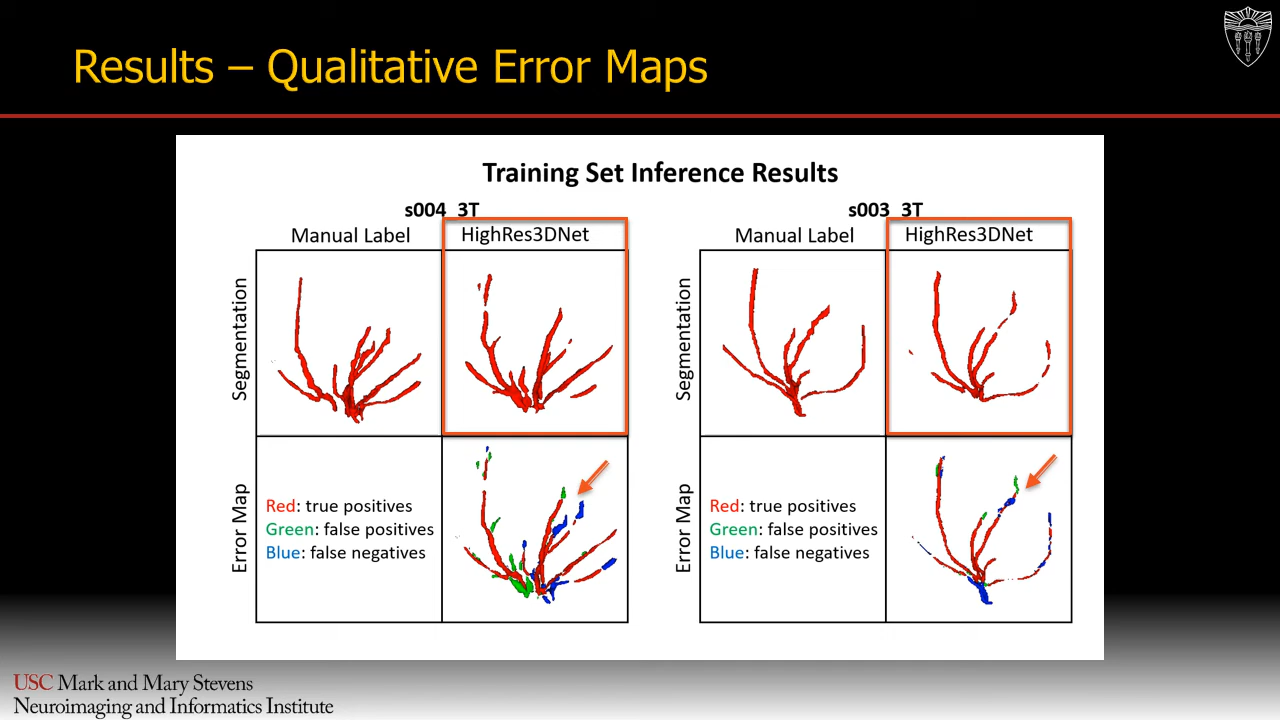 Results – Qualitative Error Maps
Training Set Inference Results
s004_3T
Manual Label
HighRes3DNet
Segmentation
Error Map
Red: true positives
Green: false positives
Blue: false negatives
s003_3T
Manual Label
HighRes3DNet
Segmentation
Error Map
Red: true positives
Green: false positives
Blue: false negatives
USC Mark and Mary Stevens
Neuroimaging and Informatics Institute